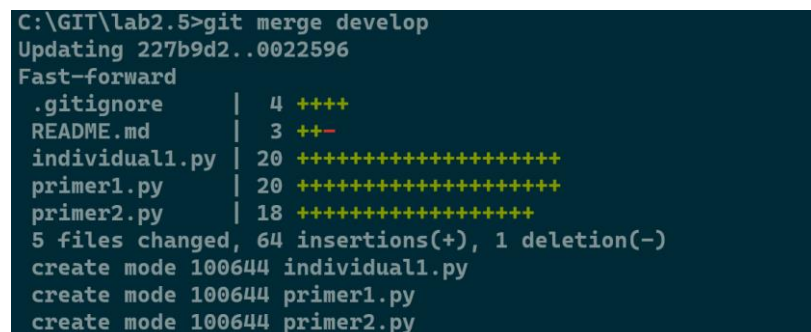 C:\GIT\lab2.5>git merge develop
Updating 227b9d2..0022596
Fast-forward
 .gitignore     |  4 ++++
 README.md      |  3 ++-
 individual1.py | 20 ++++++++++++++++++++
 primer1.py     | 20 ++++++++++++++++++++
 primer2.py     | 18 ++++++++++++++++++
 5 files changed, 64 insertions(+), 1 deletion(-)
 create mode 100644 individual1.py
 create mode 100644 primer1.py
 create mode 100644 primer2.py